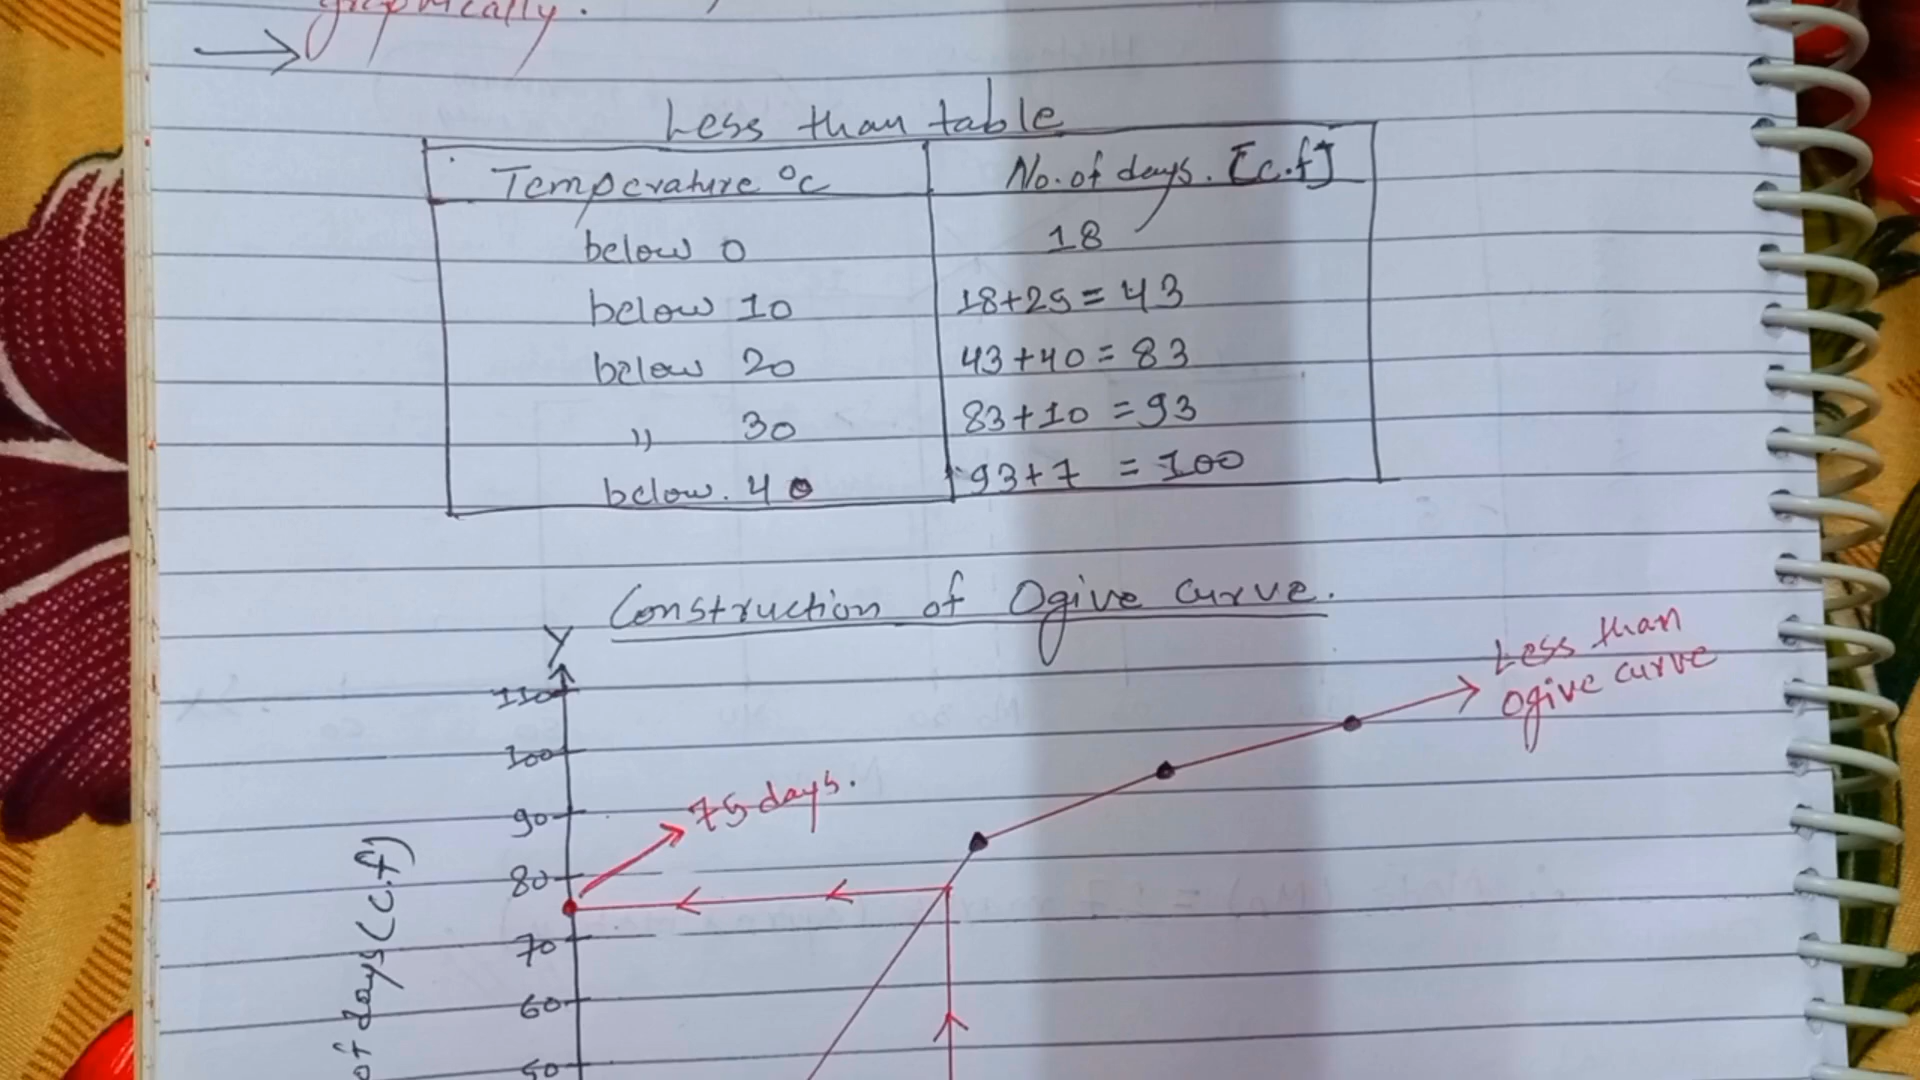 graphically.
Less than table
Temperature °c No. of days. [c.f]
below 0 18
below 10 18+25 = 43
below 20 43+40 = 83
" 30 83+10 = 93
below. 40 93+7 = 100
Construction of Ogive Curve.
Y
Less than
ogive curve
110
100
75 days.
90
80
70
60
50
of days (c.f)